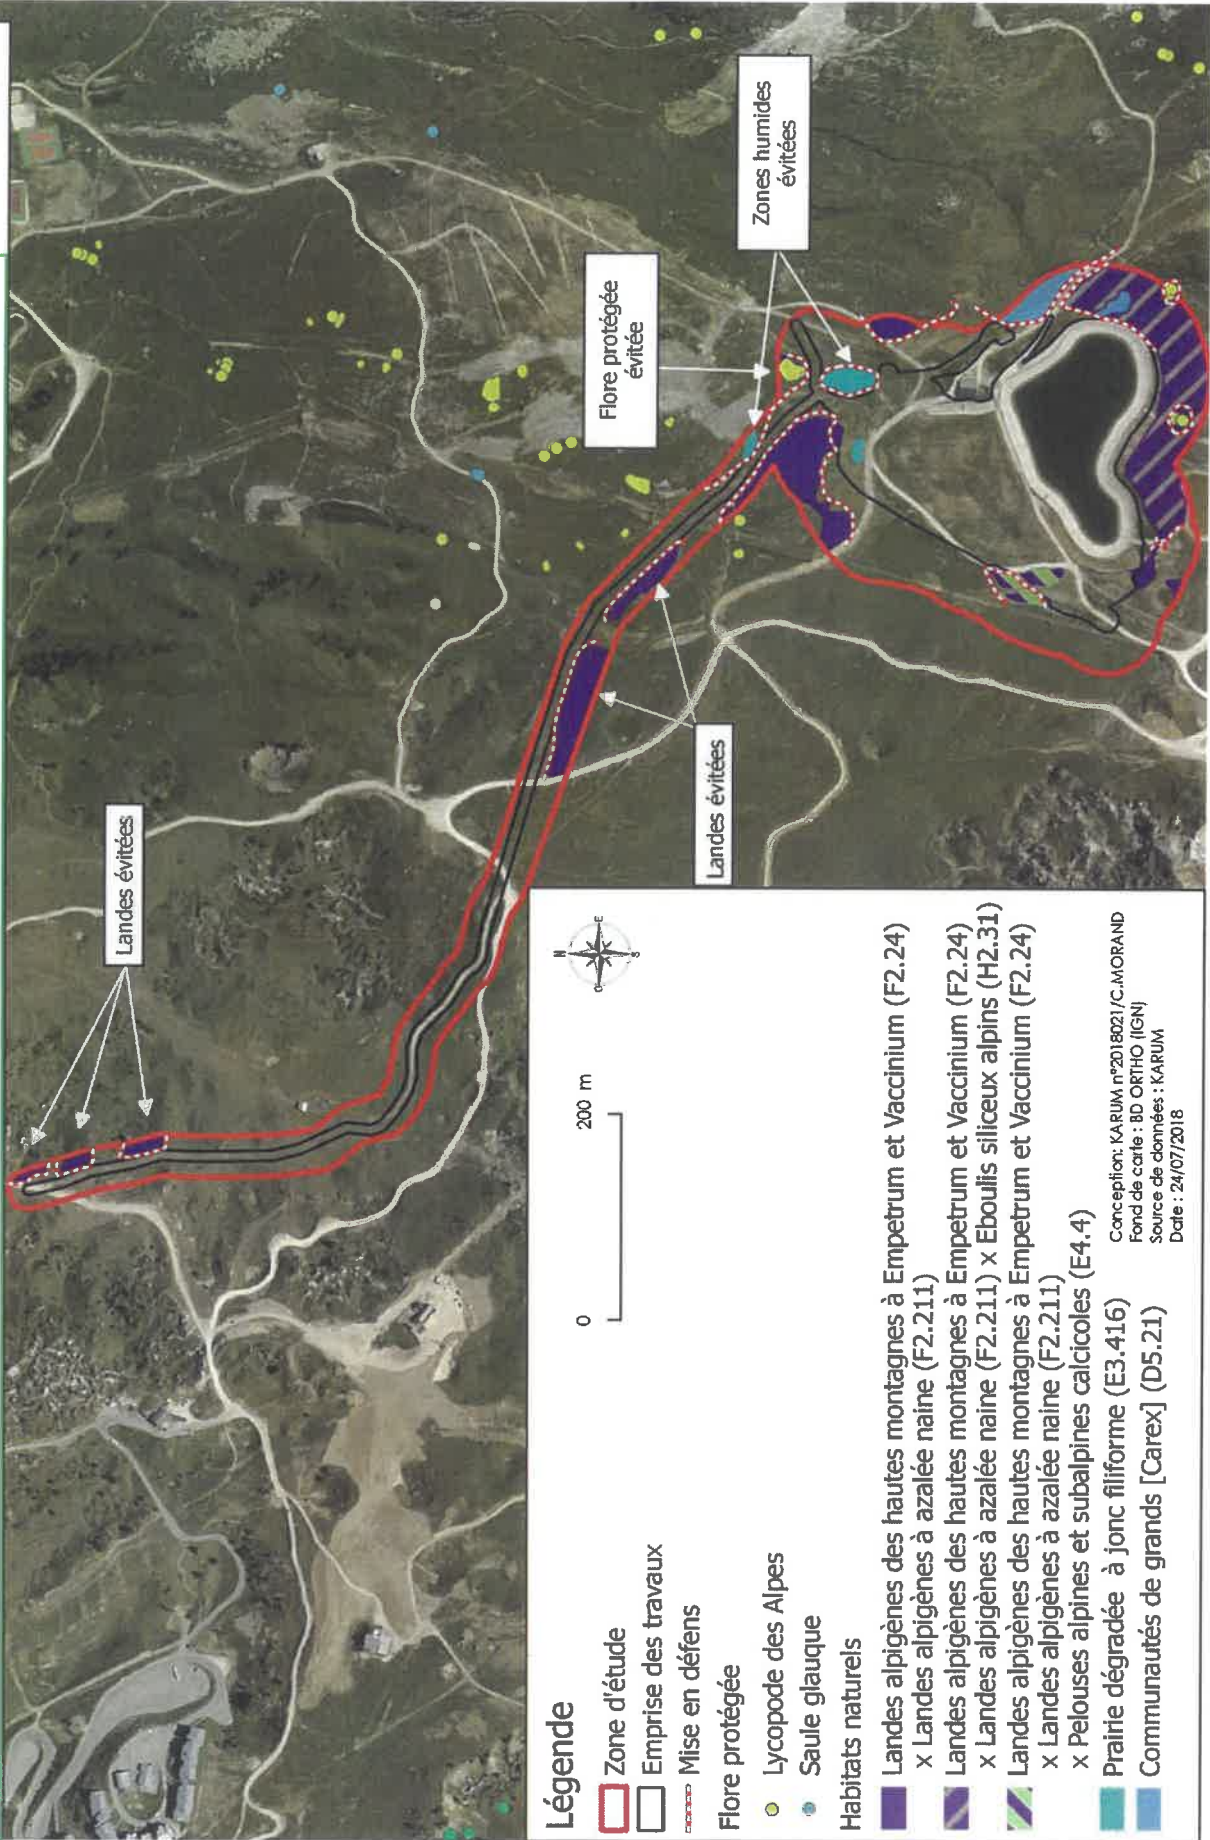 Landes évitées
Flore protégée
évitée
Zones humides
évitées
Landes évitées
Légende
Zone d'étude
Emprise des travaux
Mise en défens
Flore protégée
Lycopode des Alpes
Saule glauque
Habitats naturels
Landes alpigènes des hautes montagnes à Empetrum et Vaccinium (F2.24)
x Landes alpigènes à azalée naine (F2.211)
Landes alpigènes des hautes montagnes à Empetrum et Vaccinium (F2.24)
x Landes alpigènes à azalée naine (F2.211) x Eboulis siliceux alpins (H2.31)
Landes alpigènes des hautes montagnes à Empetrum et Vaccinium (F2.24)
x Landes alpigènes à azalée naine (F2.211)
x Pelouses alpines et subalpines calcicoles (E4.4)
Prairie dégradée à jonc filiforme (E3.416)
Communautés de grands [Carex] (D5.21)
0 200 m
N
O E
S
Conception: KARUM n°2018021/C.MORAND
Fond de carte : BD ORTHO (IGN)
Source de données : KARUM
Date : 24/07/2018